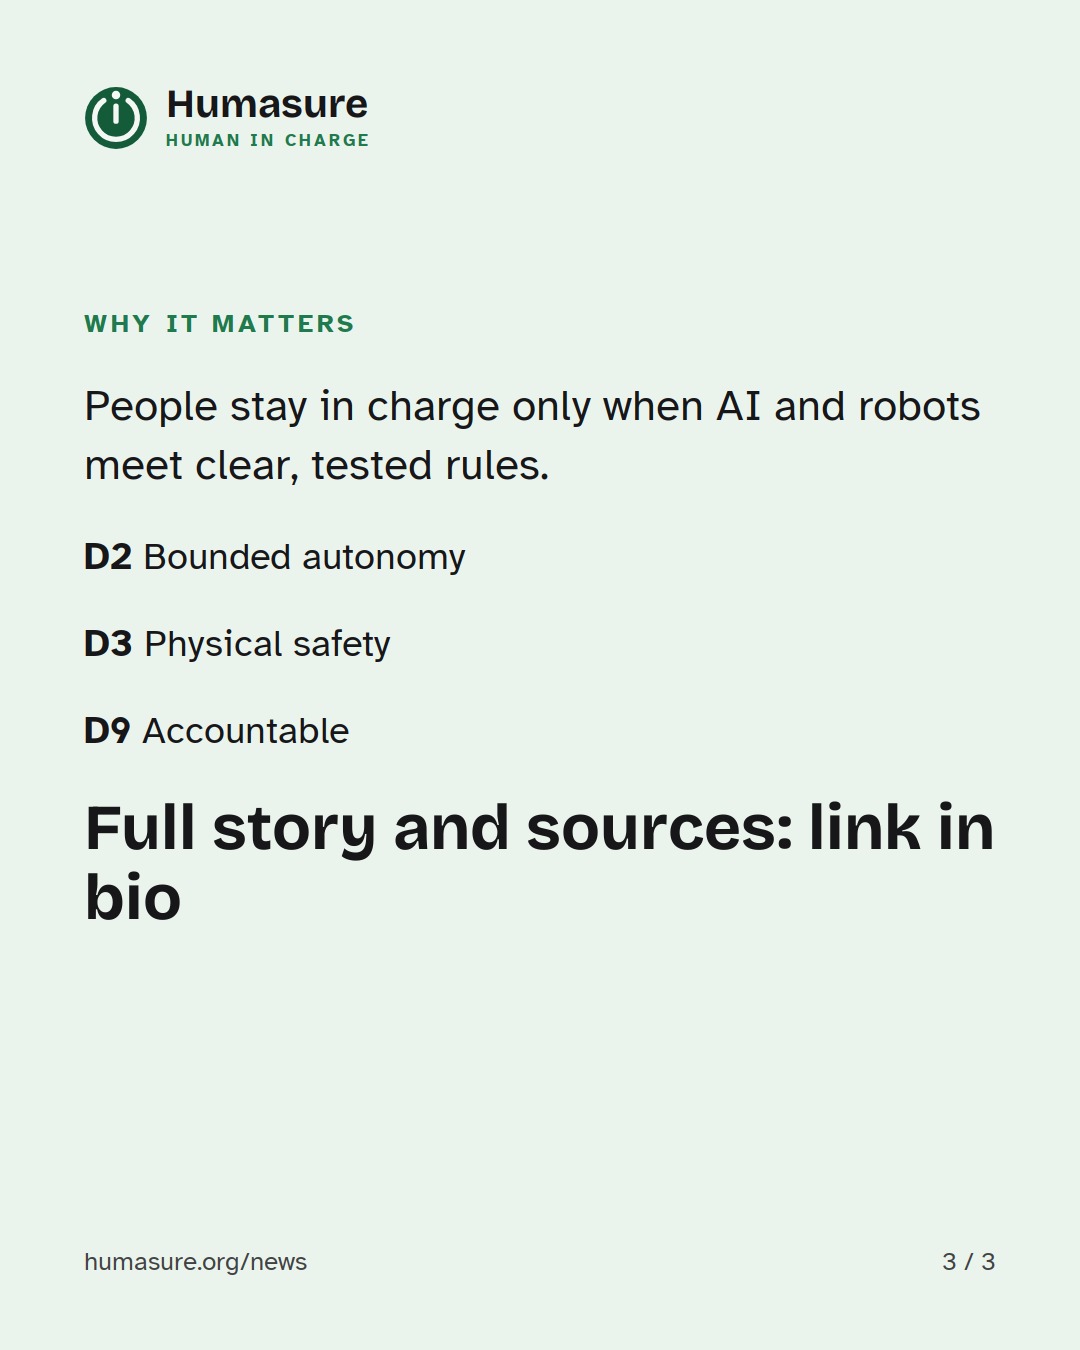 Humasure
HUMAN IN CHARGE
WHY IT MATTERS
People stay in charge only when AI and robots
meet clear, tested rules.
D2 Bounded autonomy
D3 Physical safety
D9 Accountable
Full story and sources: link in
bio
humasure.org/news
3 / 3